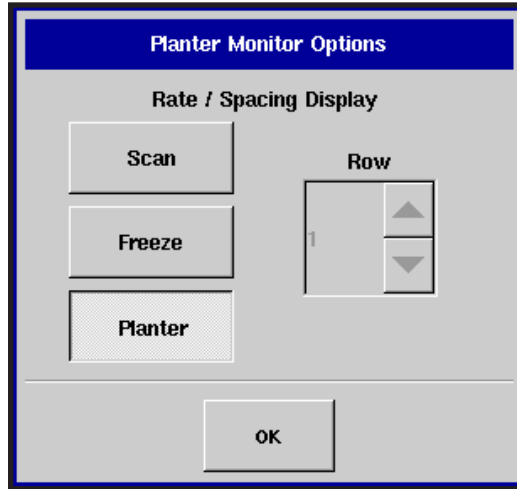 Planter Monitor Options
Rate / Spacing Display
Scan
Row
Freeze
1
Planter
OK